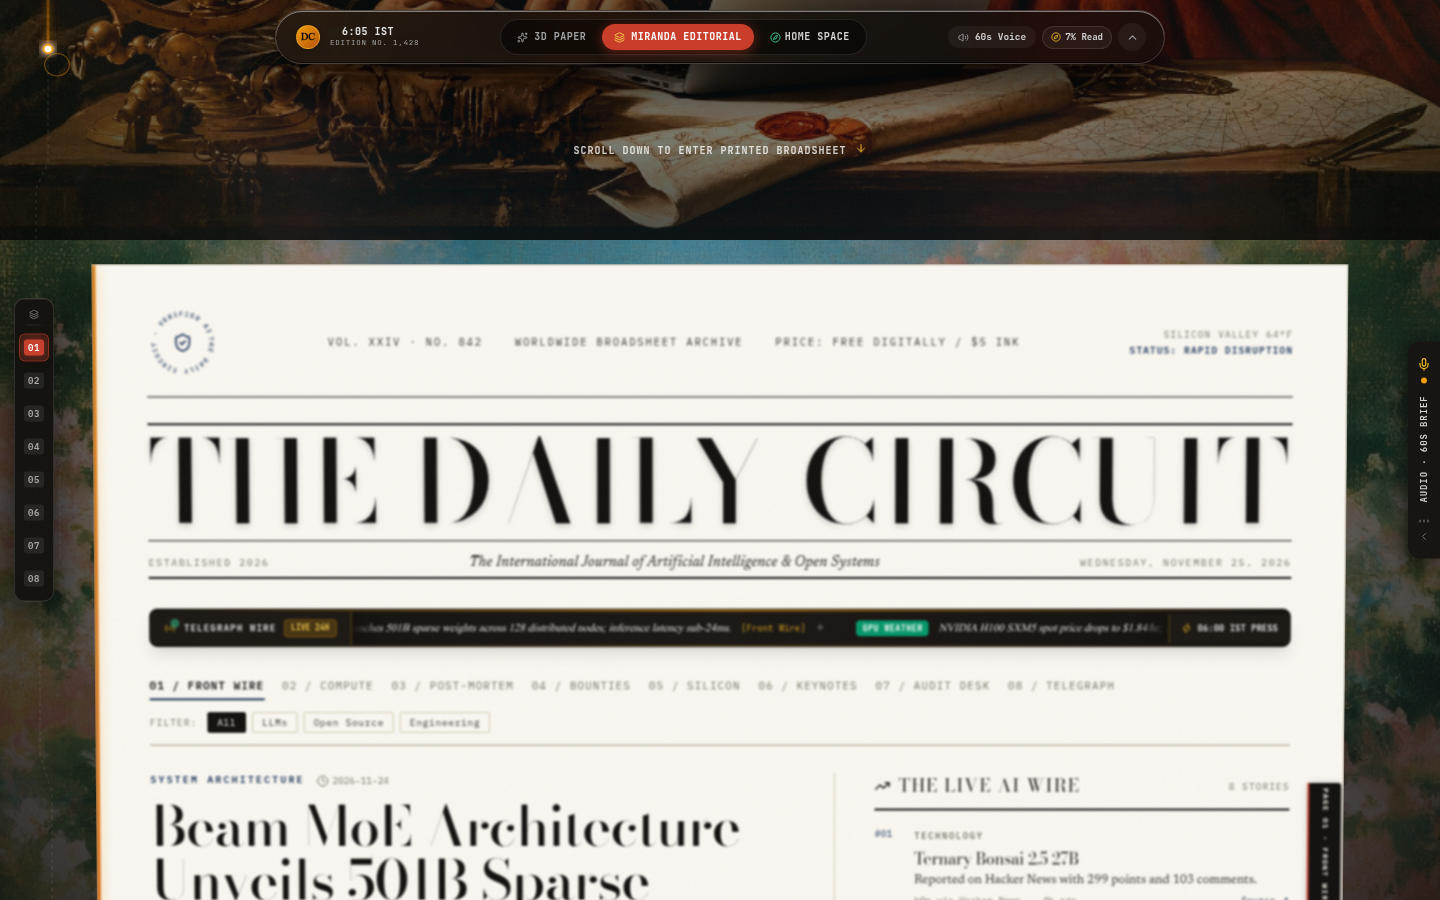 DC
6:05 IST
EDITION NO. 1,428
3D PAPER
MIRANDA EDITORIAL
HOME SPACE
60s Voice
7% Read
SCROLL DOWN TO ENTER PRINTED BROADSHEET
01
02
03
04
05
06
07
08
AUDIO · 60S BRIEF
VOL. XXIV · NO. 842
WORLDWIDE BROADSHEET ARCHIVE
PRICE: FREE DIGITALLY / $5 INK
SILICON VALLEY 64°F
STATUS: RAPID DISRUPTION
THE DAILY CIRCUIT
ESTABLISHED 2026
The International Journal of Artificial Intelligence & Open Systems
WEDNESDAY, NOVEMBER 25, 2026
TELEGRAPH WIRE
LIVE 24H
501B sparse weights across 128 distributed nodes; inference latency sub-24ms. [Front Wire]
GPU WEATHER
NVIDIA H100 SXM5 spot price drops to $1.84
06:00 IST PRESS
01 / FRONT WIRE
02 / COMPUTE
03 / POST-MORTEM
04 / BOUNTIES
05 / SILICON
06 / KEYNOTES
07 / AUDIT DESK
08 / TELEGRAPH
FILTER:
All
LLMs
Open Source
Engineering
SYSTEM ARCHITECTURE
2026-11-24
Beam MoE Architecture
Unveils 501B Sparse
THE LIVE AI WIRE
8 STORIES
#01
TECHNOLOGY
Ternary Bonsai 2.5 27B
Reported on Hacker News with 299 points and 103 comments.